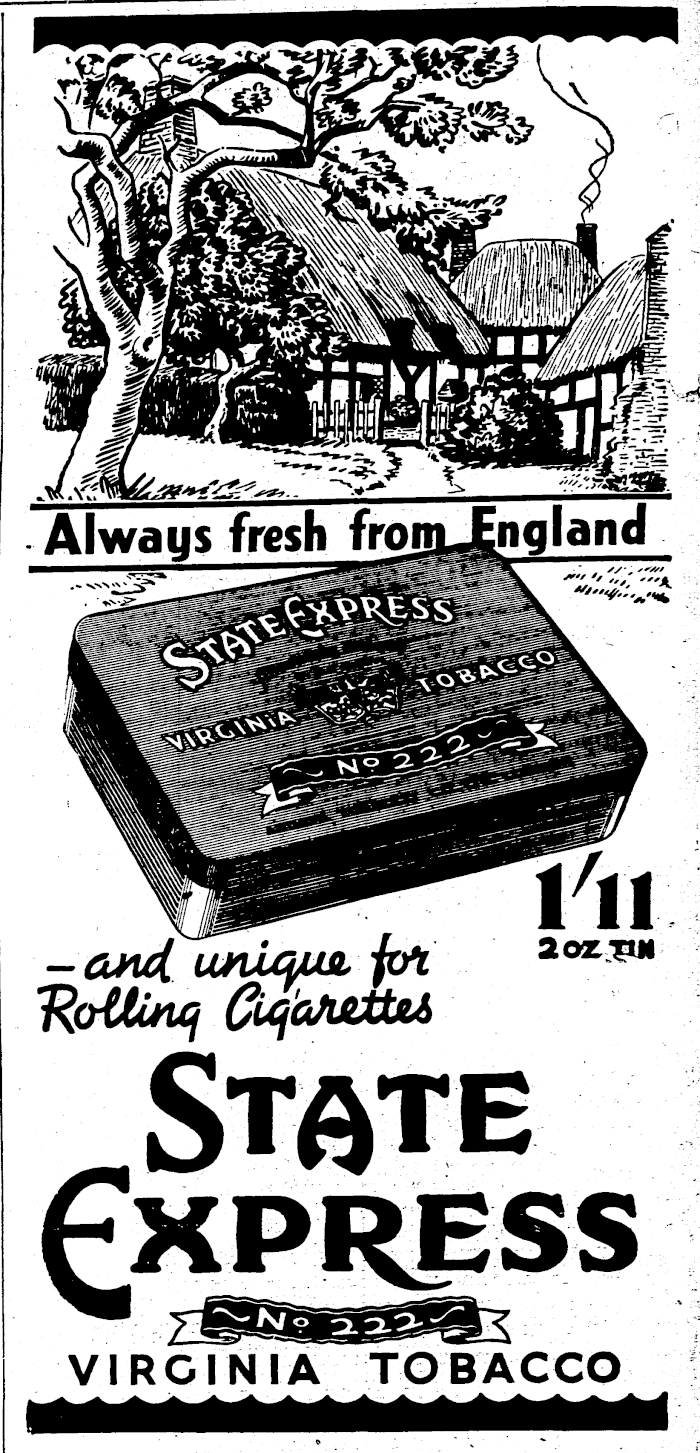 Always fresh from England
STATE EXPRESS
VIRGINIA TOBACCO
No 222
1'11
2 OZ TIN
—and unique for
Rolling Cigarettes
STATE
EXPRESS
No 222
VIRGINIA TOBACCO